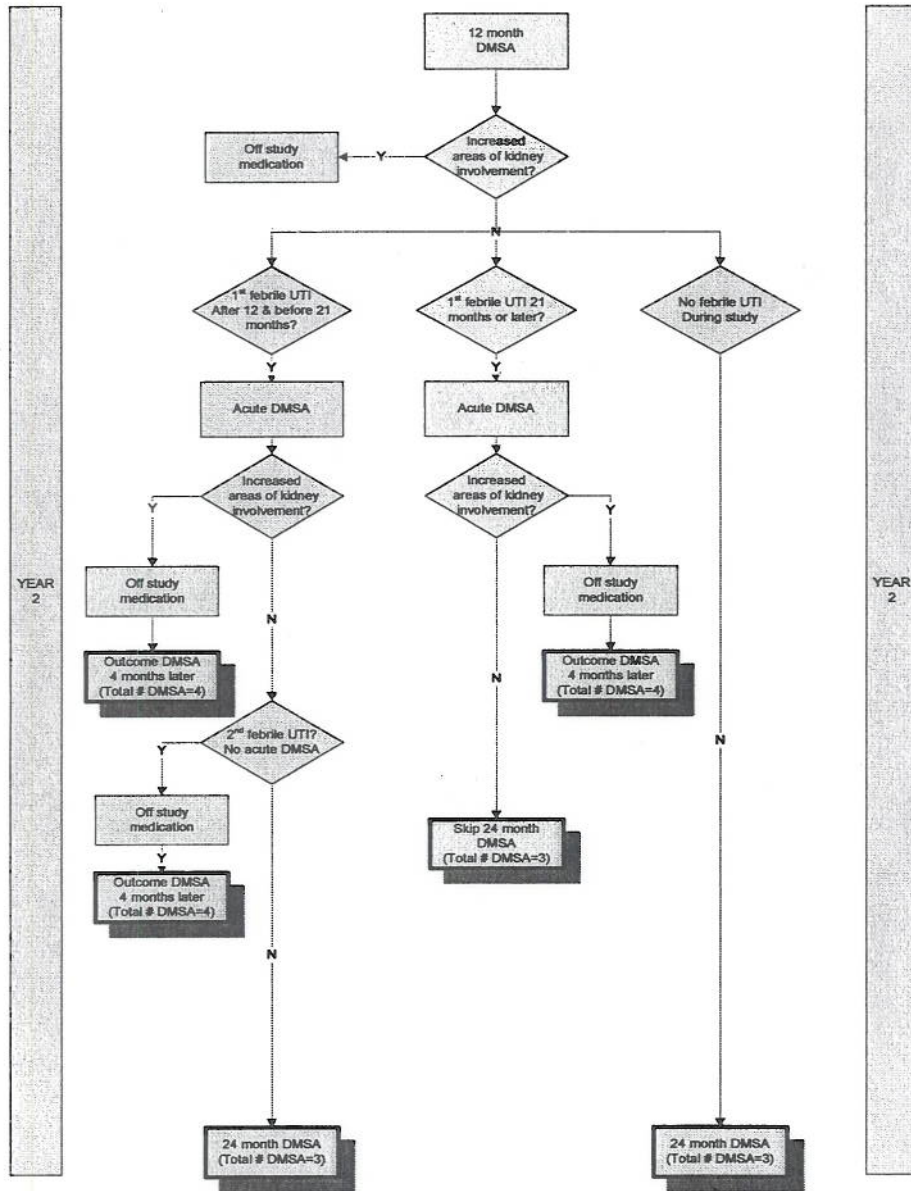 12 month
DMSA
Increased
areas of kidney
involvement?
Y
Off study
medication
N
1st febrile UTI
After 12 & before 21
months?
1st febrile UTI 21
months or later?
No febrile UTI
During study
Y
Y
Acute DMSA
Acute DMSA
Increased
areas of kidney
involvement?
Increased
areas of kidney
involvement?
Y
Y
YEAR
2
Off study
medication
Off study
medication
YEAR
2
N
Outcome DMSA
4 months later
(Total # DMSA=4)
Outcome DMSA
4 months later
(Total # DMSA=4)
N
2nd febrile UTI?
No acute DMSA
Y
N
Off study
medication
Skip 24 month
DMSA
(Total # DMSA=3)
Y
Outcome DMSA
4 months later
(Total # DMSA=4)
N
24 month DMSA
(Total # DMSA=3)
24 month DMSA
(Total # DMSA=3)